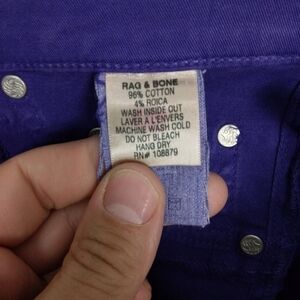 RAG & BONE
96% COTTON
4% ROICA
WASH INSIDE OUT
LAVER A L'ENVERS
MACHINE WASH COLD
DO NOT BLEACH
HANG DRY
RN# 108879